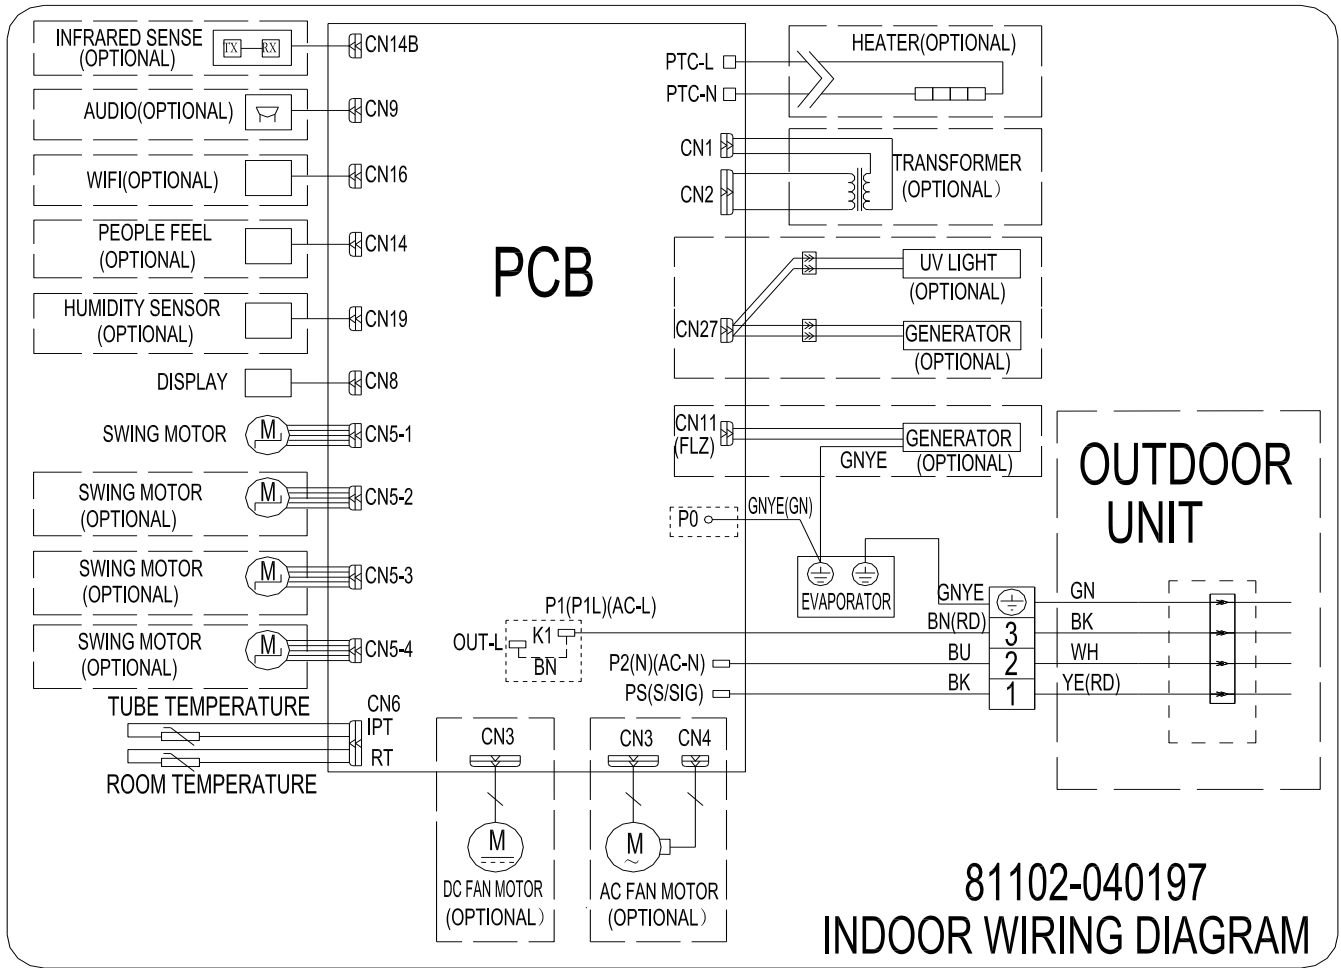 INFRARED SENSE
(OPTIONAL)
TX
RX
CN14B
AUDIO(OPTIONAL)
CN9
WIFI(OPTIONAL)
CN16
PEOPLE FEEL
(OPTIONAL)
CN14
HUMIDITY SENSOR
(OPTIONAL)
CN19
DISPLAY
CN8
SWING MOTOR
M
CN5-1
SWING MOTOR
(OPTIONAL)
M
CN5-2
SWING MOTOR
(OPTIONAL)
M
CN5-3
SWING MOTOR
(OPTIONAL)
M
CN5-4
TUBE TEMPERATURE
CN6
IPT
RT
ROOM TEMPERATURE
PCB
PTC-L
PTC-N
HEATER(OPTIONAL)
CN1
CN2
TRANSFORMER
(OPTIONAL)
CN27
UV LIGHT
(OPTIONAL)
GENERATOR
(OPTIONAL)
CN11
(FLZ)
GENERATOR
(OPTIONAL)
GNYE
P0
GNYE(GN)
EVAPORATOR
P1(P1L)(AC-L)
OUT-L
K1
BN
P2(N)(AC-N)
PS(S/SIG)
GNYE
BN(RD)
BU
BK
3
2
1
GN
BK
WH
YE(RD)
OUTDOOR
UNIT
CN3
M
DC FAN MOTOR
(OPTIONAL)
CN3
CN4
M
AC FAN MOTOR
(OPTIONAL)
81102-040197
INDOOR WIRING DIAGRAM